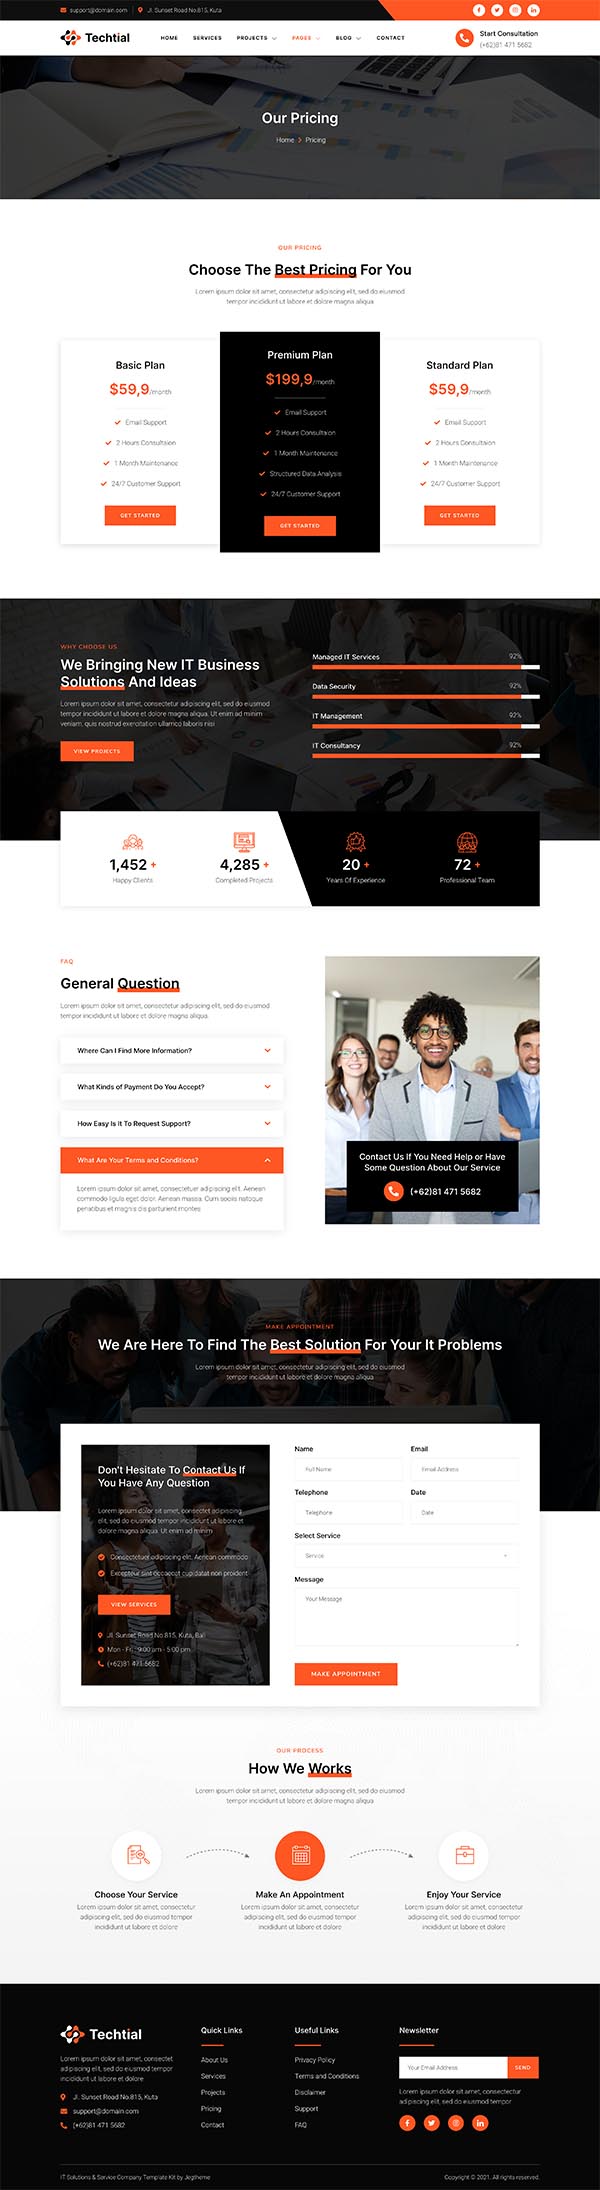 support@domain.com
Jl. Sunset Road No.815, Kuta
Techtial
HOME SERVICES PROJECTS PAGES BLOG CONTACT
Start Consultation
(+62)81 471 5682
Our Pricing
Home > Pricing
OUR PRICING
Choose The Best Pricing For You
Lorem ipsum dolor sit amet, consectetur adipiscing elit, sed do eiusmod
tempor incididunt ut labore et dolore magna aliqua
Basic Plan
$59,9/month
Email Support
2 Hours Consultaion
1 Month Maintenance
24/7 Customer Support
GET STARTED
Premium Plan
$199,9/month
Email Support
2 Hours Consultaion
1 Month Maintenance
Structured Data Analysis
24/7 Customer Support
GET STARTED
Standard Plan
$59,9/month
Email Support
2 Hours Consultaion
1 Month Maintenance
24/7 Customer Support
GET STARTED
WHY CHOOSE US
We Bringing New IT Business
Solutions And Ideas
Lorem ipsum dolor sit amet, consectetur adipiscing elit, sed do eiusmod
tempor incididunt ut labore et dolore magna aliqua. Ut enim ad minim
veniam, quis nostrud exercitation ullamco laboris nisi
VIEW PROJECTS
Managed IT Services 92%
Data Security 92%
IT Management 92%
IT Consultancy 92%
1,452 +
Happy Clients
4,285 +
Completed Projects
20 +
Years Of Experience
72 +
Professional Team
FAQ
General Question
Lorem ipsum dolor sit amet, consectetur adipiscing elit, sed do eiusmod
tempor incididunt ut labore et dolore magna aliqua.
Where Can I Find More Information?
What Kinds of Payment Do You Accept?
How Easy Is It To Request Support?
What Are Your Terms and Conditions?
Lorem ipsum dolor sit amet, consectetuer adipiscing elit. Aenean
commodo ligula eget dolor. Aenean massa. Cum sociis natoque
penatibus et magnis dis parturient montes
Contact Us If You Need Help or Have
Some Question About Our Service
(+62)81 471 5682
MAKE APPOINTMENT
We Are Here To Find The Best Solution For Your It Problems
Lorem ipsum dolor sit amet, consectetur adipiscing elit, sed do eiusmod
tempor incididunt ut labore et dolore magna aliqua
Don't Hesitate To Contact Us If
You Have Any Question
Lorem ipsum dolor sit amet, consectetur adipiscing
elit, sed do eiusmod tempor incididunt ut labore et
dolore magna aliqua. Ut enim ad minim
Consectetuer adipiscing elit. Aenean commodo
Excepteur sint occaecat cupidatat non proident
VIEW SERVICES
Jl. Sunset Road No 815, Kuta, Bali
Mon - Fri : 9:00 am - 5:00 pm
(+62)81 471 5682
Name
Full Name
Email
Email Address
Telephone
Telephone
Date
Date
Select Service
Service
Message
Your Message
MAKE APPOINTMENT
OUR PROCESS
How We Works
Lorem ipsum dolor sit amet, consectetur adipiscing elit, sed do eiusmod
tempor incididunt ut labore et dolore magna aliqua
Choose Your Service
Lorem ipsum dolor sit amet, consectetur
adipiscing elit, sed do eiusmod tempor
incididunt ut labore et dolore
Make An Appointment
Lorem ipsum dolor sit amet, consectetur
adipiscing elit, sed do eiusmod tempor
incididunt ut labore et dolore
Enjoy Your Service
Lorem ipsum dolor sit amet, consectetur
adipiscing elit, sed do eiusmod tempor
incididunt ut labore et dolore
Techtial
Lorem ipsum dolor sit amet, consectet
adipiscing elit, sed do eiusmod tempor
incididunt ut labore et dolore magna
Jl. Sunset Road No.815, Kuta
support@domain.com
(+62)81 471 5682
Quick Links
About Us
Services
Projects
Pricing
Contact
Useful Links
Privacy Policy
Terms and Conditions
Disclaimer
Support
FAQ
Newsletter
Your Email Address
SEND
Lorem ipsum dolor sit amet, consectectur
adipiscing elit, sed do eiusmod tempor
IT Solutions & Service Company Template Kit by Jegtheme
Copyright © 2021. All rights reserved.